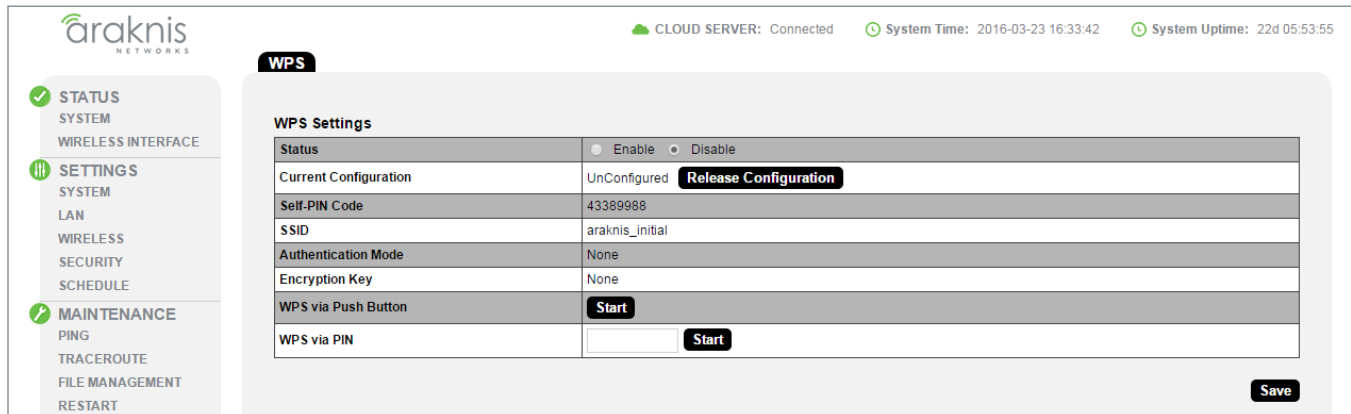 araknis
NETWORKS
CLOUD SERVER: Connected System Time: 2016-03-23 16:33:42 System Uptime: 22d 05:53:55
WPS
STATUS
SYSTEM
WIRELESS INTERFACE
SETTINGS
SYSTEM
LAN
WIRELESS
SECURITY
SCHEDULE
MAINTENANCE
PING
TRACEROUTE
FILE MANAGEMENT
RESTART
WPS Settings
Status Enable Disable
Current Configuration UnConfigured Release Configuration
Self-PIN Code 43389988
SSID araknis_initial
Authentication Mode None
Encryption Key None
WPS via Push Button Start
WPS via PIN Start
Save